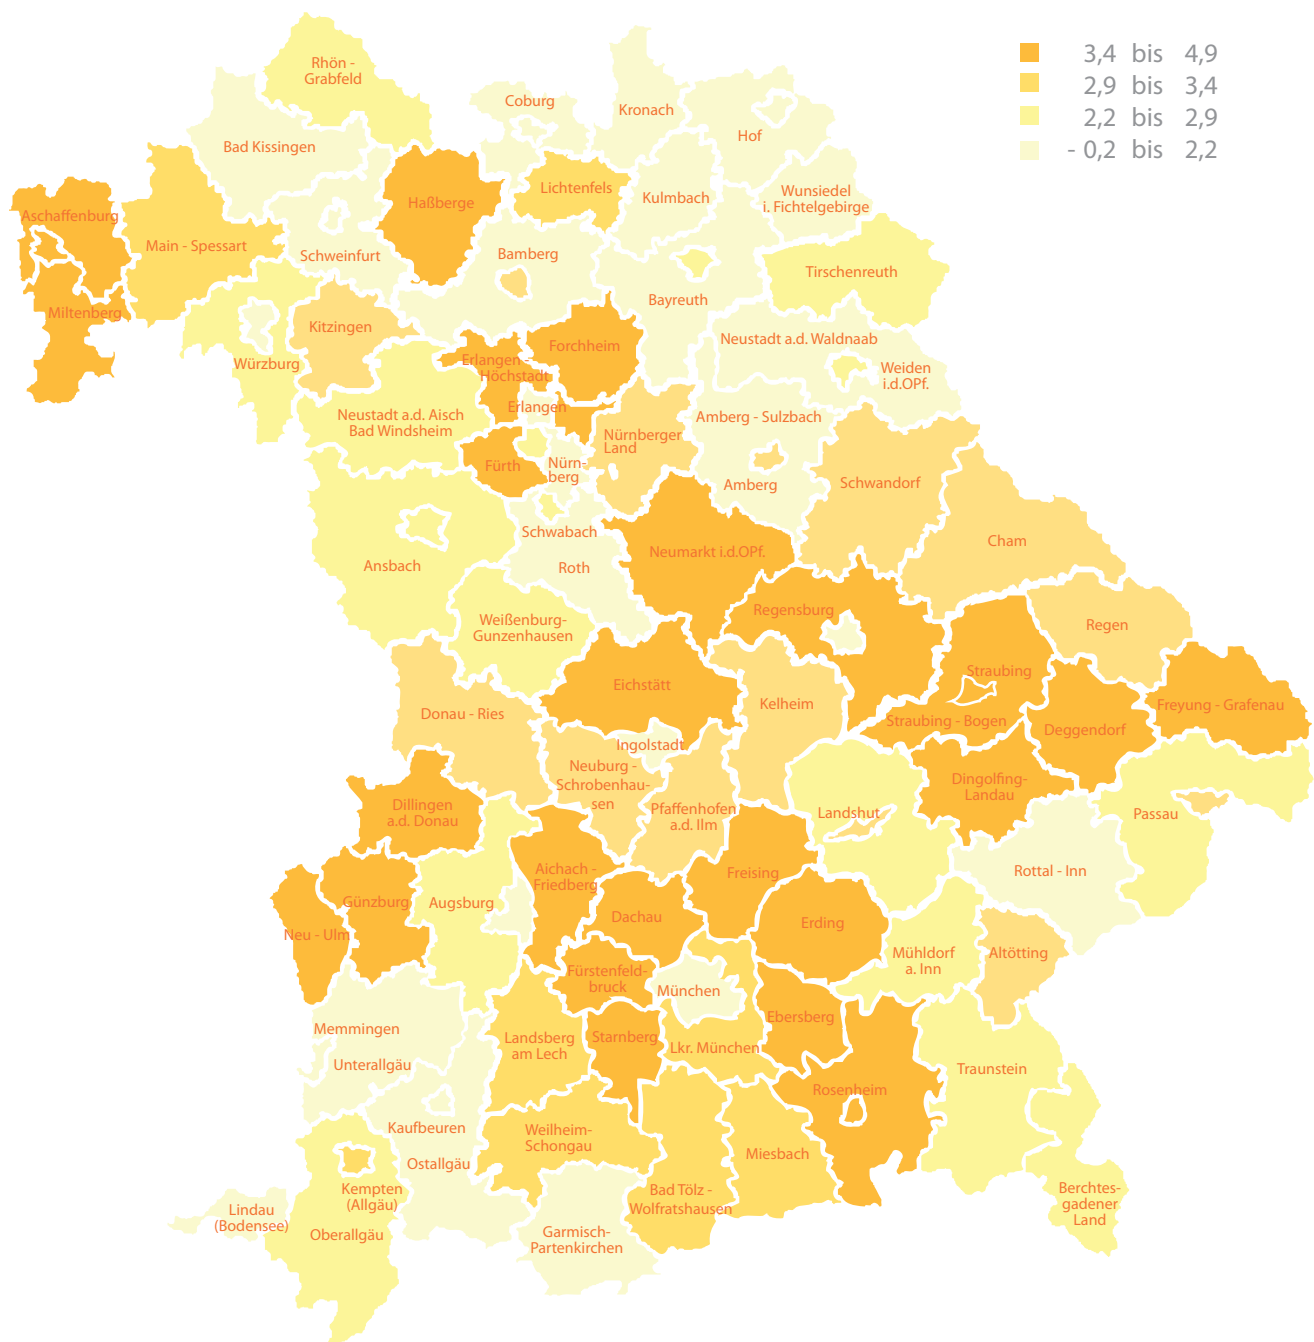 3,4 bis 4,9
2,9 bis 3,4
2,2 bis 2,9
- 0,2 bis 2,2
Rhön -
Grabfeld
Coburg
Kronach
Hof
Bad Kissingen
Lichtenfels
Haßberge
Kulmbach
Wunsiedel
i. Fichtelgebirge
Aschaffenburg
Main - Spessart
Schweinfurt
Bamberg
Tirschenreuth
Bayreuth
Miltenberg
Kitzingen
Forchheim
Neustadt a.d. Waldnaab
Würzburg
Erlangen -
Höchstadt
Weiden
i.d.OPf.
Erlangen
Neustadt a.d. Aisch
Bad Windsheim
Amberg - Sulzbach
Nürnberger
Land
Fürth
Nürn-
berg
Amberg
Schwandorf
Schwabach
Cham
Neumarkt i.d.OPf.
Ansbach
Roth
Regensburg
Weißenburg-
Gunzenhausen
Regen
Straubing
Eichstätt
Kelheim
Donau - Ries
Freyung - Grafenau
Straubing - Bogen
Deggendorf
Ingolstadt
Neuburg -
Schrobenhau-
sen
Dingolfing-
Landau
Dillingen
a.d. Donau
Pfaffenhofen
a.d. Ilm
Landshut
Passau
Aichach -
Friedberg
Freising
Rottal - Inn
Günzburg
Augsburg
Dachau
Erding
Neu - Ulm
Mühldorf
a. Inn
Altötting
Fürstenfeld-
bruck
München
Memmingen
Ebersberg
Landsberg
am Lech
Starnberg
Lkr. München
Unterallgäu
Traunstein
Rosenheim
Kaufbeuren
Weilheim-
Schongau
Miesbach
Ostallgäu
Kempten
(Allgäu)
Bad Tölz -
Wolfratshausen
Berchtes-
gadener
Land
Lindau
(Bodensee)
Oberallgäu
Garmisch-
Partenkirchen